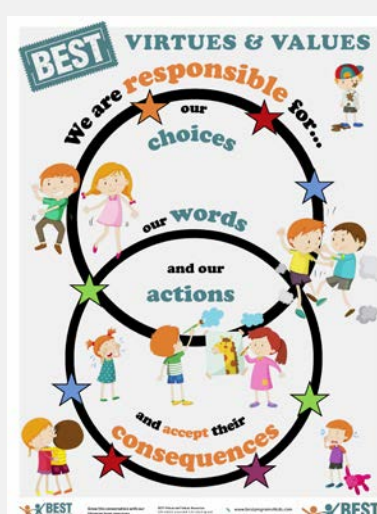 BEST
VIRTUES & VALUES
We are responsible for...
our
choices
our words
and our
actions
and accept their
consequences
BEST
BEST